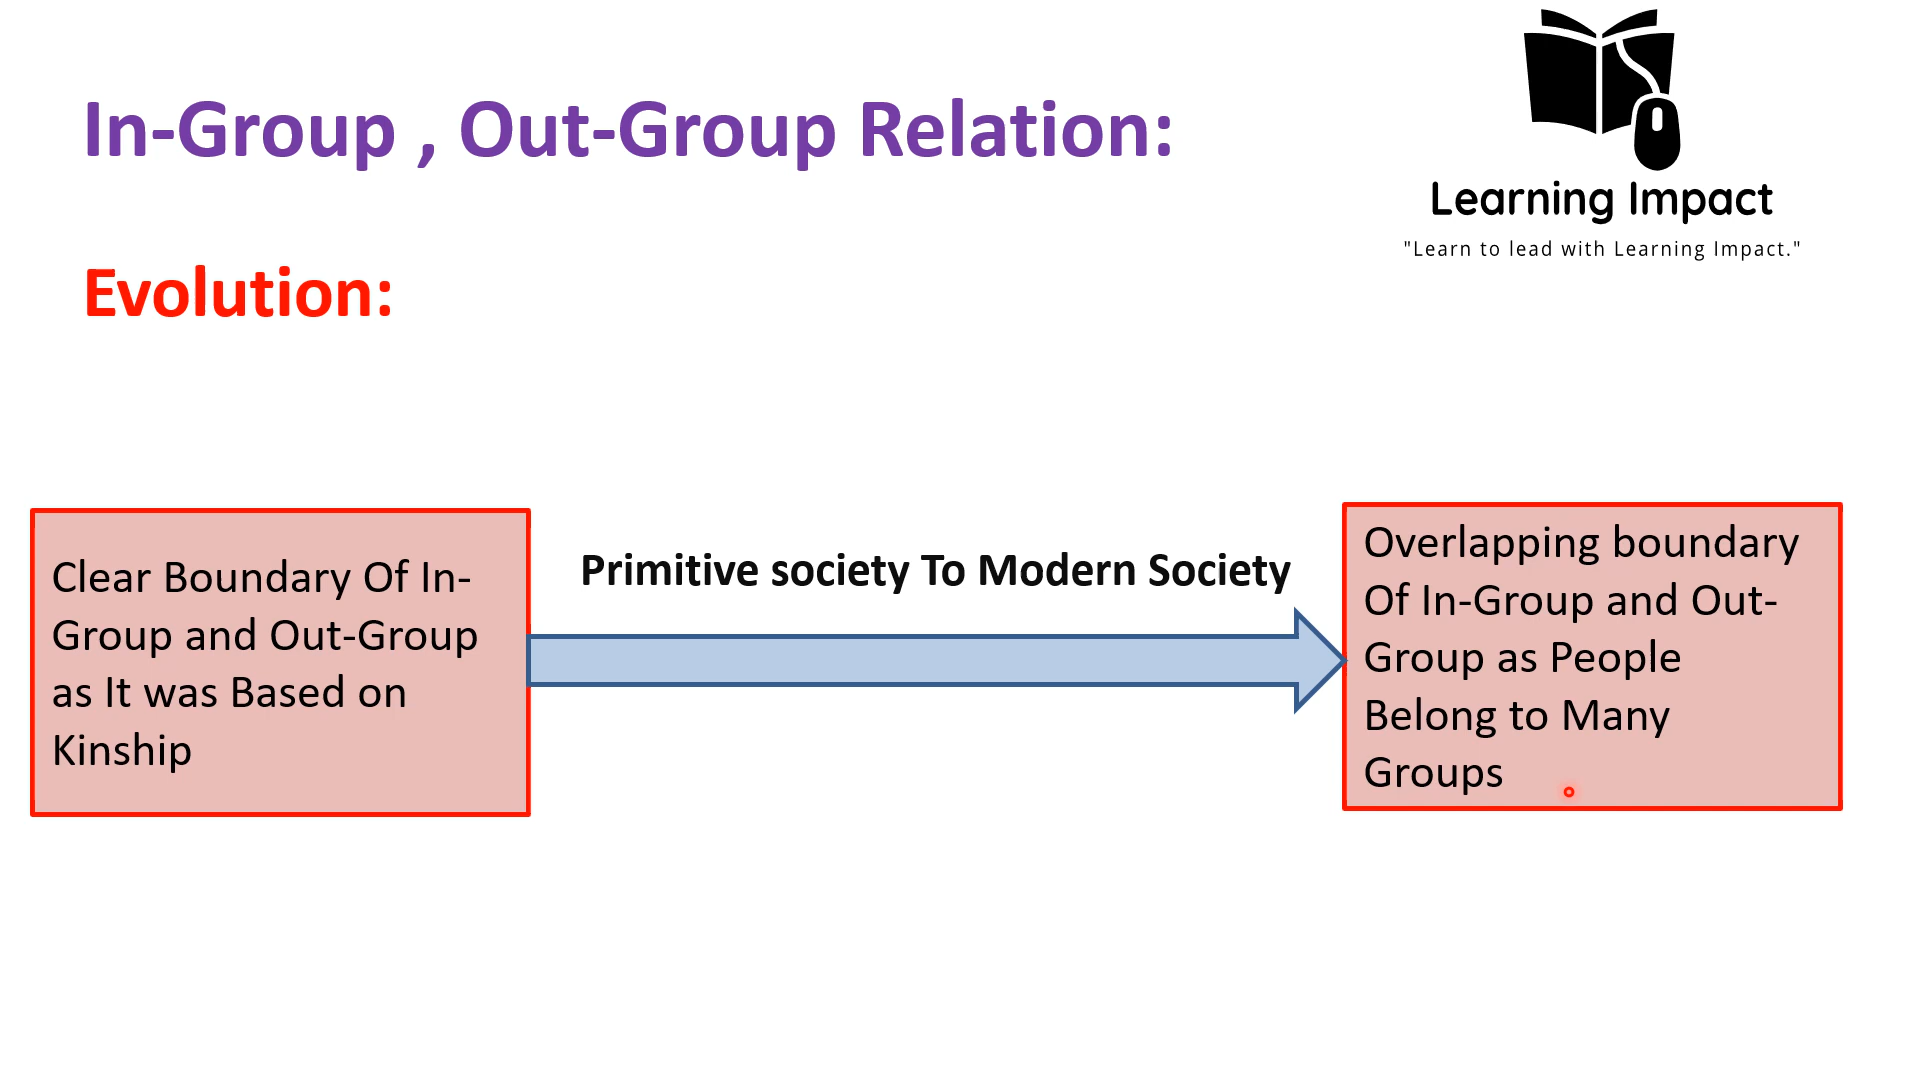 In-Group , Out-Group Relation:
Learning Impact
"Learn to lead with Learning Impact."
Evolution:
Clear Boundary Of In-
Group and Out-Group
as It was Based on
Kinship
Primitive society To Modern Society
Overlapping boundary
Of In-Group and Out-
Group as People
Belong to Many
Groups